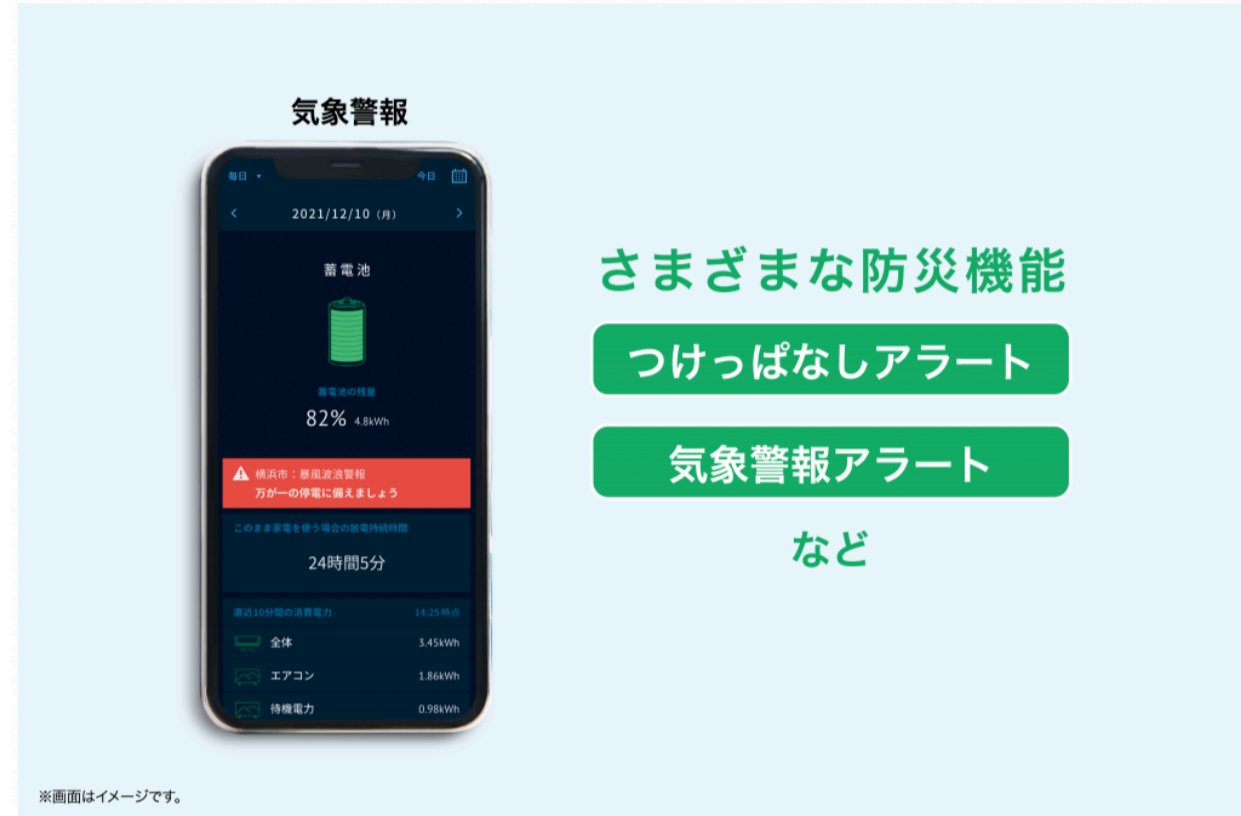 気象警報
毎日 ▼ 今日
< 2021/12/10（月） >
蓄電池
蓄電池の残量
82% 4.8kWh
横浜市：暴風波浪警報
万が一の停電に備えましょう
このまま家電を使う場合の放電持続時間
24時間5分
直近10分間の消費電力 14:25時点
全体 3.45kWh
エアコン 1.86kWh
待機電力 0.98kWh
さまざまな防災機能
つけっぱなしアラート
気象警報アラート
など
※画面はイメージです。